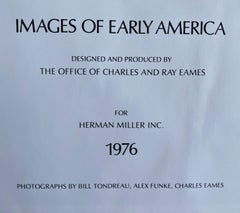 IMAGES OF EARLY AMERICA
DESIGNED AND PRODUCED BY
THE OFFICE OF CHARLES AND RAY EAMES
FOR
HERMAN MILLER INC.
1976
PHOTOGRAPHS BY BILL TONDREAU, ALEX FUNKE, CHARLES EAMES